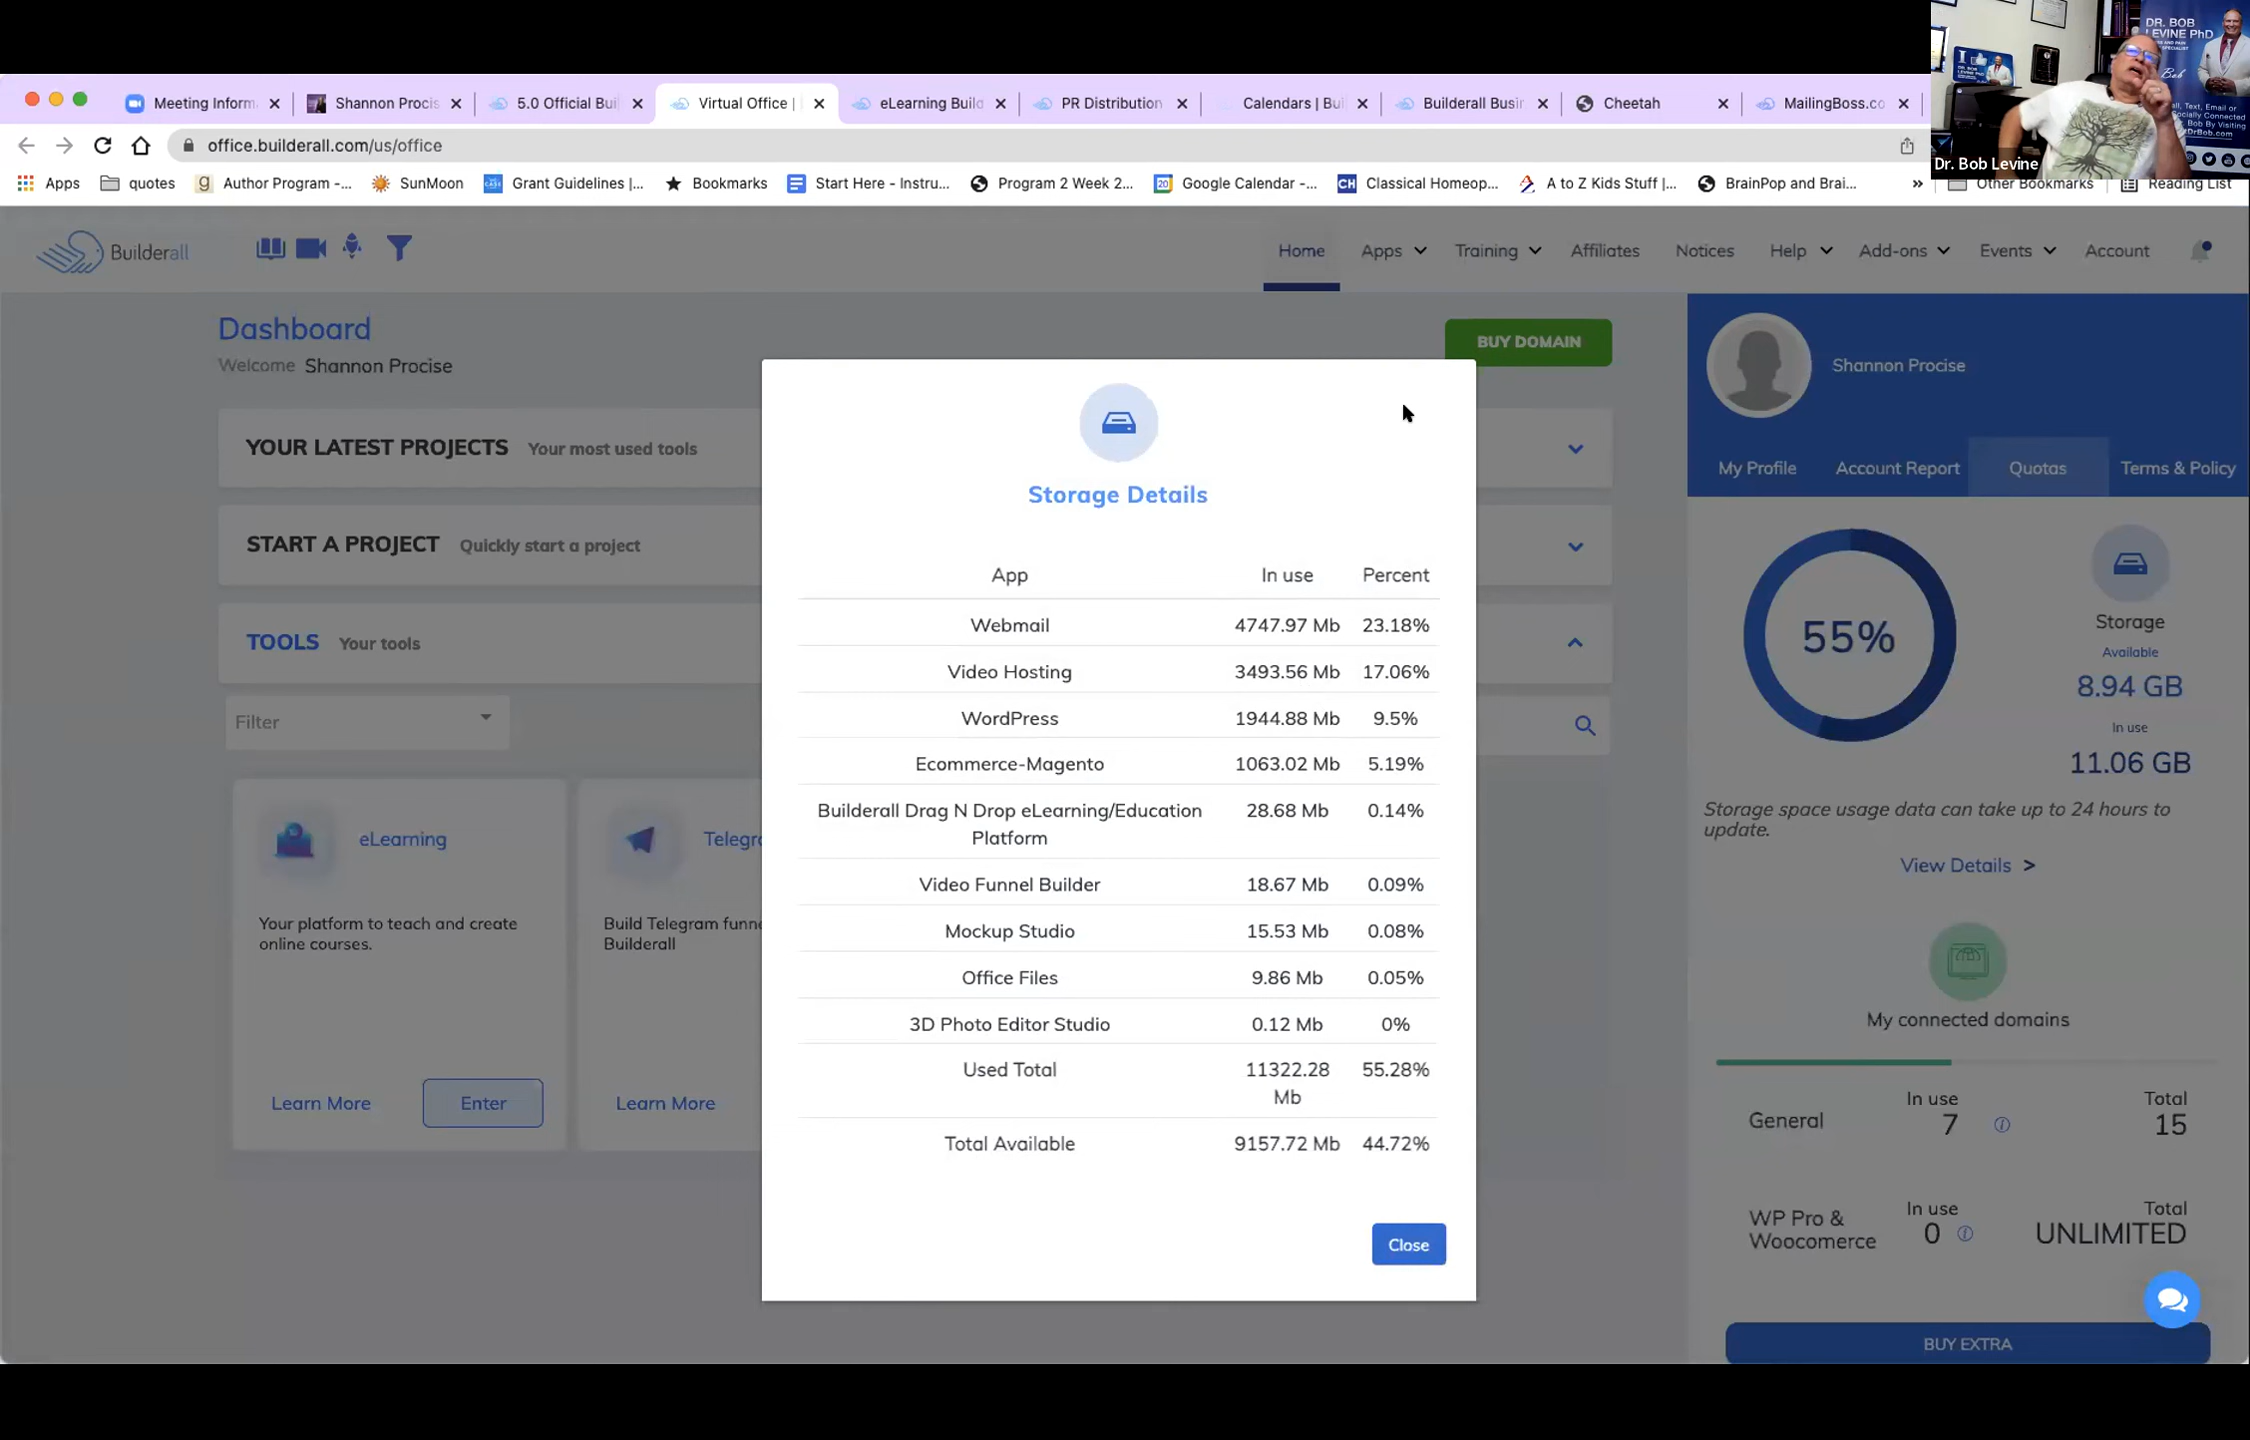 Meeting Inform
Shannon Procis
5.0 Official Bui
Virtual Office |
eLearning Build
PR Distribution
Calendars | Bui
Builderall Busi
Cheetah
MailingBoss.co
office.builderall.com/us/office
Apps
quotes
Author Program -...
SunMoon
Grant Guidelines |...
Bookmarks
Start Here - Instru...
Program 2 Week 2...
Google Calendar -...
Classical Homeop...
A to Z Kids Stuff |...
BrainPop and Brai...
»
Other Bookmarks
Reading List
DR. BOB
LEVINE PhD
Dr. Bob Levine
Builderall
Home
Apps
Training
Affiliates
Notices
Help
Add-ons
Events
Account
Dashboard
Welcome Shannon Procise
BUY DOMAIN
YOUR LATEST PROJECTS Your most used tools
START A PROJECT Quickly start a project
TOOLS Your tools
Filter
eLearning
Your platform to teach and create
online courses.
Learn More
Enter
Telegr
Build Telegram funn
Builderall
Learn More
Storage Details
App In use Percent
Webmail 4747.97 Mb 23.18%
Video Hosting 3493.56 Mb 17.06%
WordPress 1944.88 Mb 9.5%
Ecommerce-Magento 1063.02 Mb 5.19%
Builderall Drag N Drop eLearning/Education 28.68 Mb 0.14%
Platform
Video Funnel Builder 18.67 Mb 0.09%
Mockup Studio 15.53 Mb 0.08%
Office Files 9.86 Mb 0.05%
3D Photo Editor Studio 0.12 Mb 0%
Used Total 11322.28 55.28%
Mb
Total Available 9157.72 Mb 44.72%
Close
Shannon Procise
My Profile
Account Report
Quotas
Terms & Policy
55%
Storage
Available
8.94 GB
In use
11.06 GB
Storage space usage data can take up to 24 hours to
update.
View Details >
My connected domains
In use Total
General 7 15
In use Total
WP Pro & 0 UNLIMITED
Woocomerce
BUY EXTRA